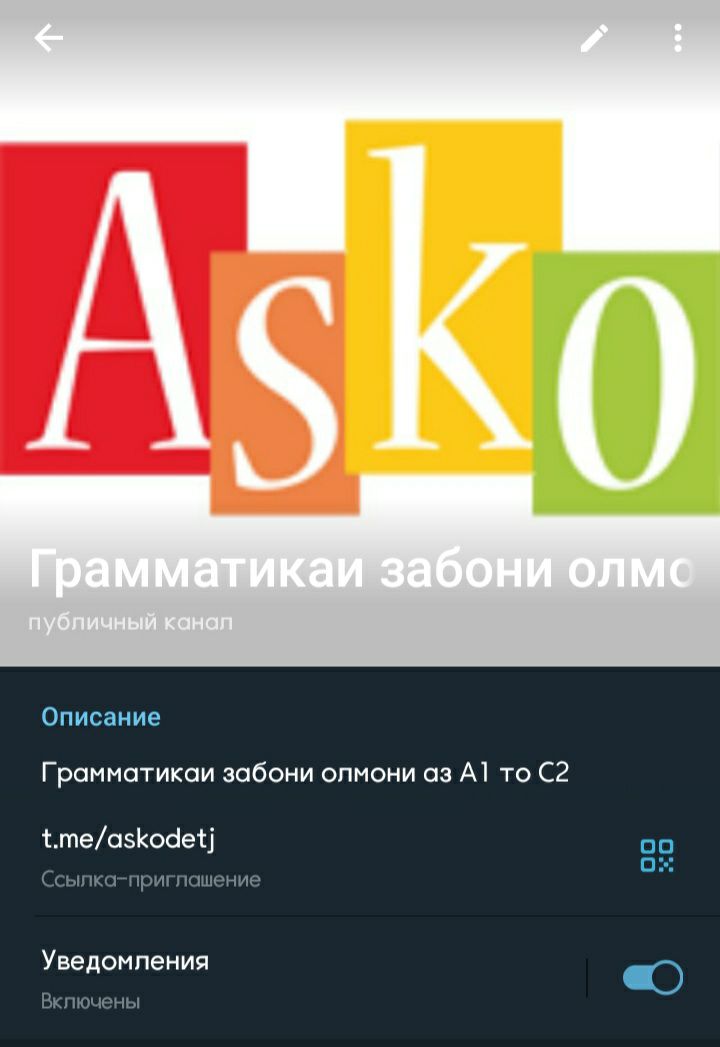 Asko
Грамматикаи забони олмо
публичный канал
Описание
Грамматикаи забони олмони аз А1 то С2
t.me/askodetj
Ссылка-приглашение
Уведомления
Включены